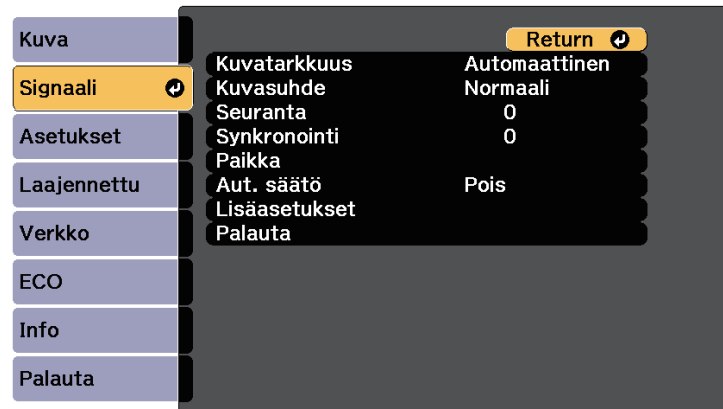 Kuva
Signaali
Asetukset
Laajennettu
Verkko
ECO
Info
Palauta
Return
Kuvatarkkuus Automaattinen
Kuvasuhde Normaali
Seuranta 0
Synkronointi 0
Paikka
Aut. säätö Pois
Lisäasetukset
Palauta